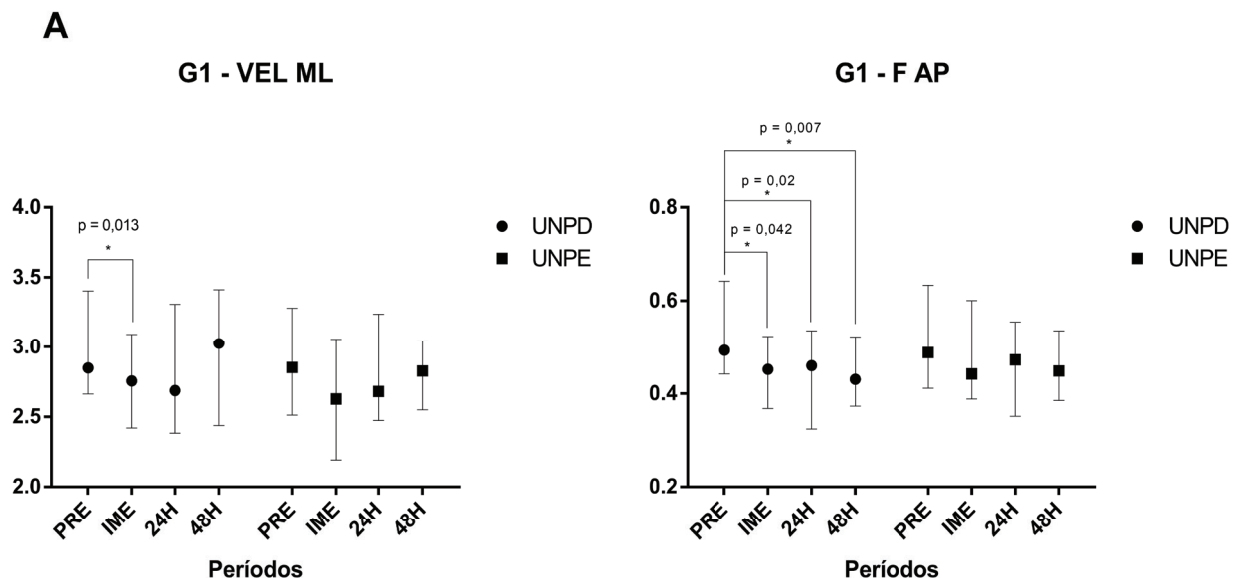 A
G1 - VEL ML
p = 0,013
*
4.0
3.5
3.0
2.5
2.0
PRE
IME
24H
48H
PRE
IME
24H
48H
Períodos
UNPD
UNPE
G1 - F AP
p = 0,007
*
p = 0,02
*
p = 0,042
*
0.8
0.6
0.4
0.2
PRE
IME
24H
48H
PRE
IME
24H
48H
Períodos
UNPD
UNPE